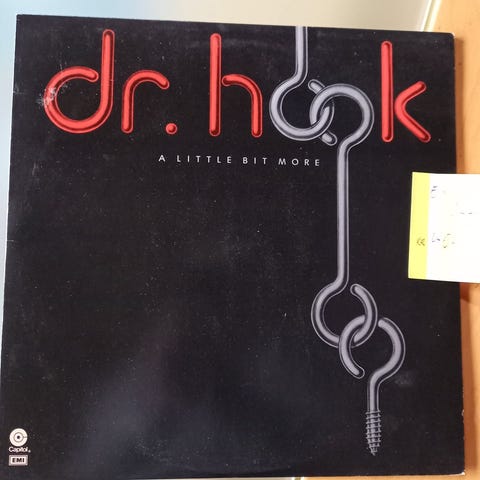 dr. hook
A LITTLE BIT MORE
Capitol®
EMI